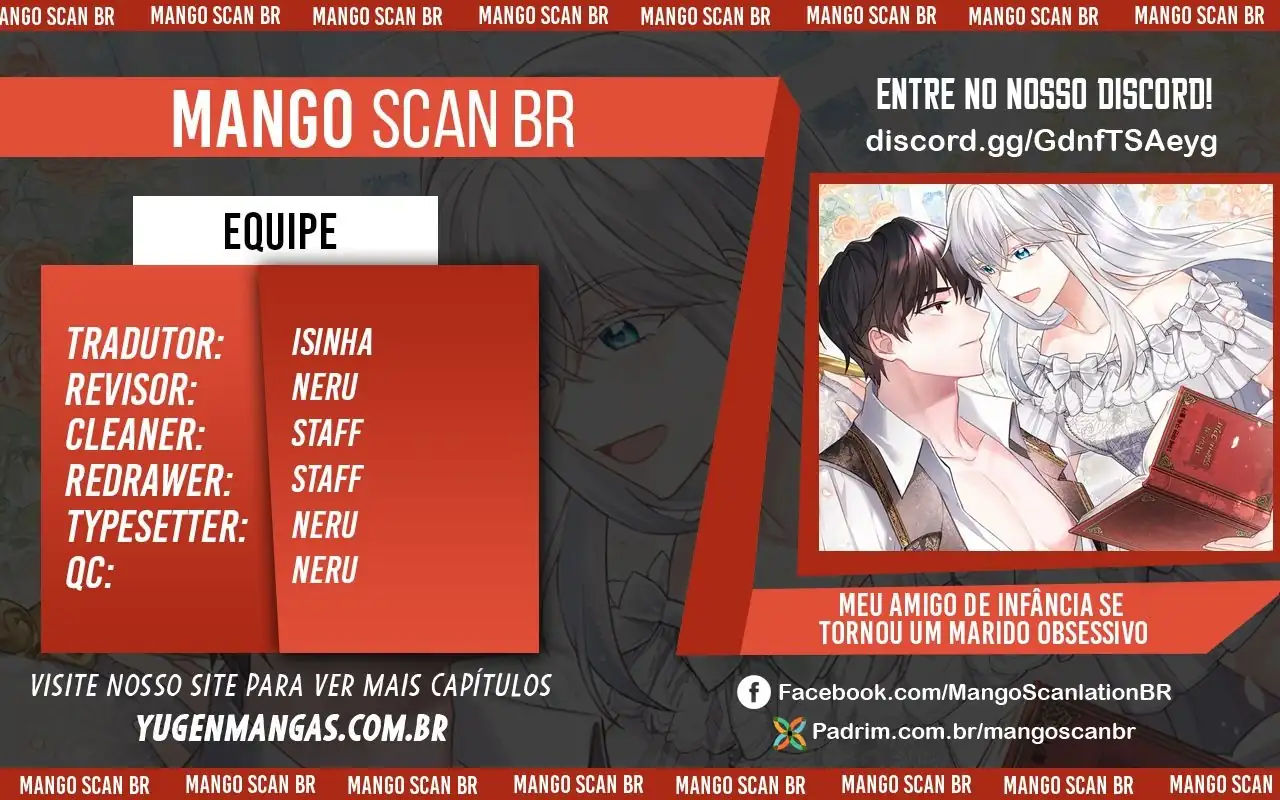 ANGO SCAN BR MANGO SCAN BR MANGO SCAN BR MANGO SCAN BR MANGO SCAN BR MANGO SCAN BR MANGO SCAN BR MANGO SCAN BR
MANGO SCAN BR
EQUIPE
TRADUTOR: ISINHA
REVISOR: NERU
CLEANER: STAFF
REDRAWER: STAFF
TYPESETTER: NERU
QC: NERU
VISITE NOSSO SITE PARA VER MAIS CAPÍTULOS
YUGENMANGAS.COM.BR
ENTRE NO NOSSO DISCORD!
discord.gg/GdnfTSAeyg
MEU AMIGO DE INFÂNCIA SE
TORNOU UM MARIDO OBSESSIVO
Facebook.com/MangoScanlationBR
Padrim.com.br/mangoscanbr
MANGO SCAN BR MANGO SCAN BR MANGO SCAN BR MANGO SCAN BR MANGO SCAN BR MANGO SCAN BR MANGO SCAN BR MANGO SCAN